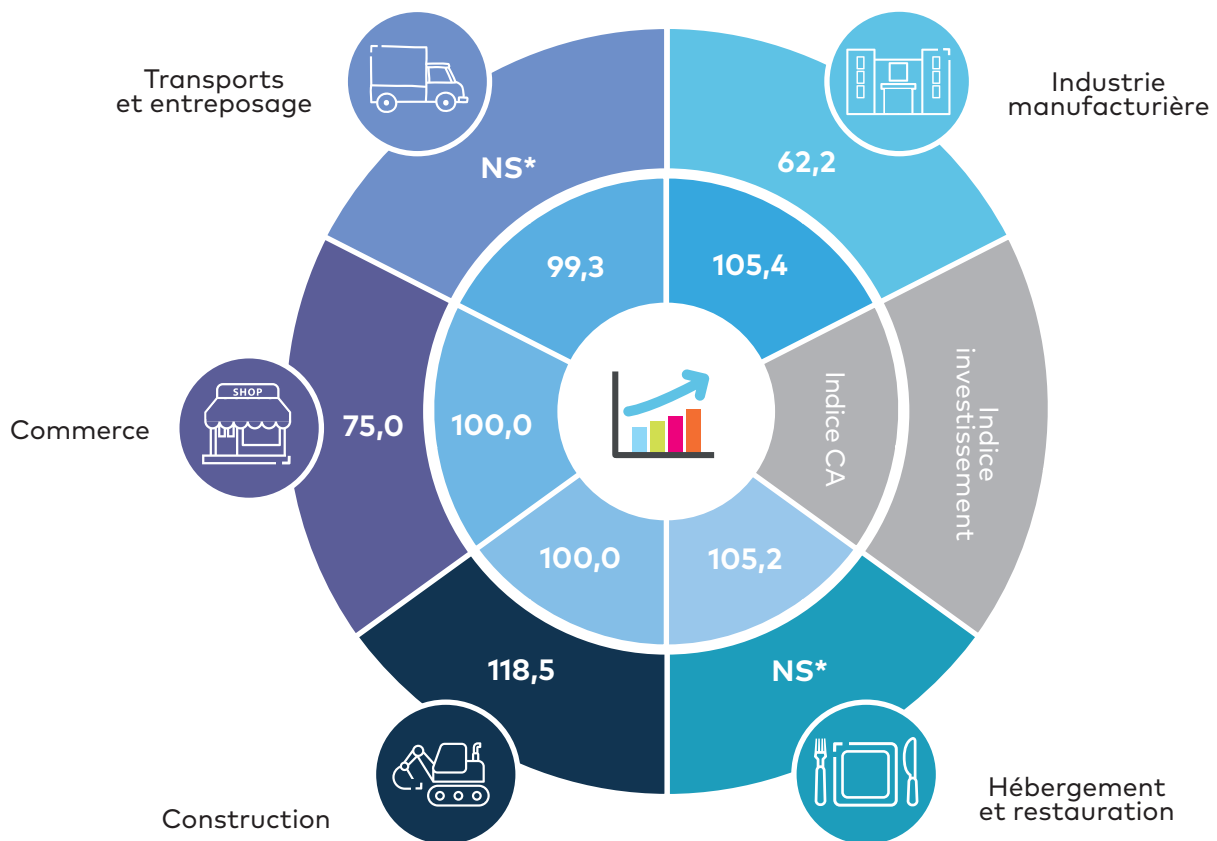 Transports
et entreposage
Industrie
manufacturière
NS*
62,2
99,3
105,4
SHOP
Commerce
75,0
100,0
Indice CA
Indice
investissement
100,0
105,2
118,5
NS*
Construction
Hébergement
et restauration